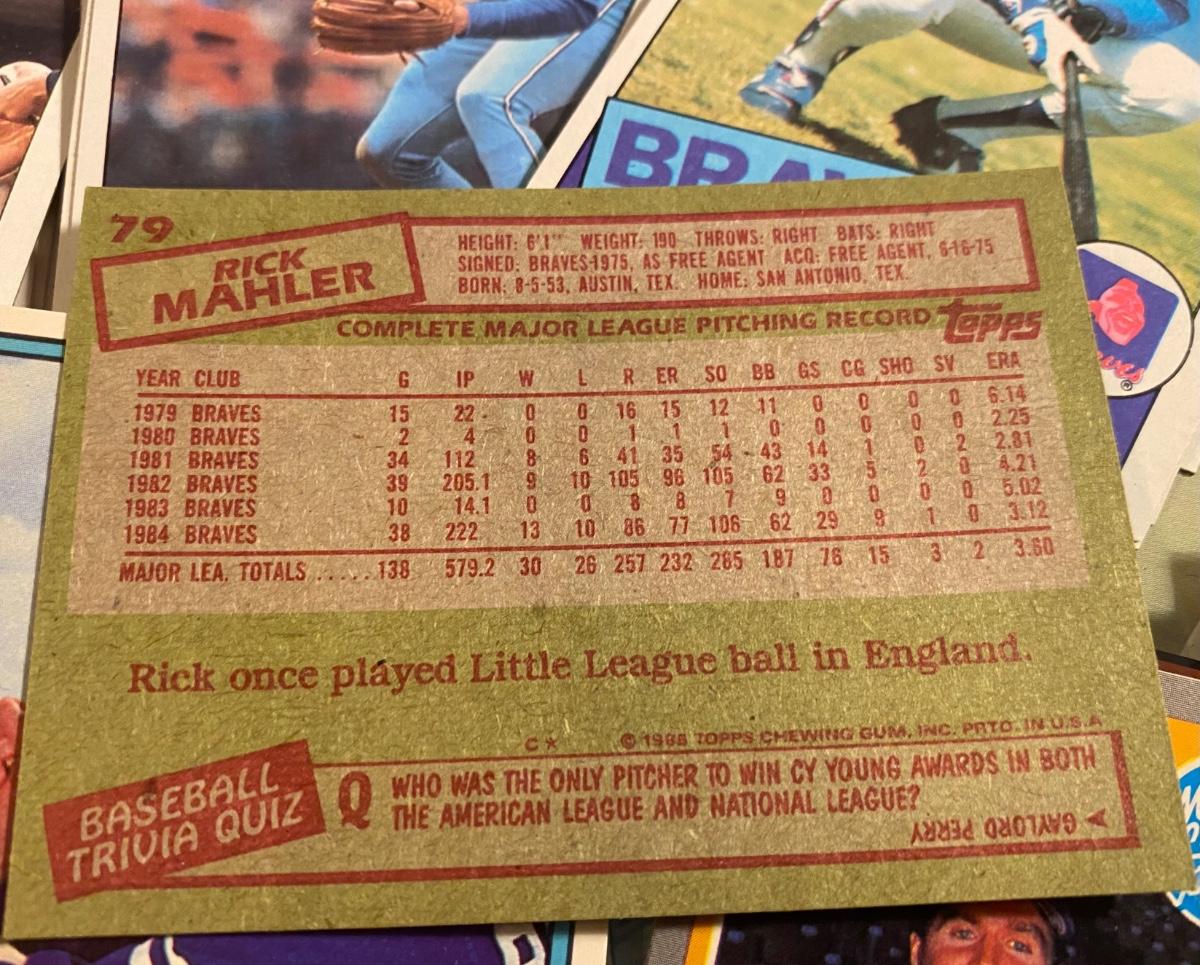 BRAV
79
RICK
MAHLER
HEIGHT: 6'1" WEIGHT: 190 THROWS: RIGHT BATS: RIGHT
SIGNED: BRAVES-1975, AS FREE AGENT ACQ: FREE AGENT, 6-16-75
BORN: 8-5-53, AUSTIN, TEX. HOME: SAN ANTONIO, TEX.
COMPLETE MAJOR LEAGUE PITCHING RECORD topps
YEAR CLUB G IP W L R ER SO BB GS CG SHO SV ERA
1979 BRAVES 15 22 0 0 16 15 12 11 0 0 0 0 6.14
1980 BRAVES 2 4 0 0 1 1 1 0 0 0 0 0 2.25
1981 BRAVES 34 112 8 6 41 35 54 43 14 1 0 2 2.81
1982 BRAVES 39 205.1 9 10 105 96 105 62 33 5 2 0 4.21
1983 BRAVES 10 14.1 0 0 8 8 7 9 0 0 0 0 5.02
1984 BRAVES 38 222 13 10 86 77 106 62 29 9 1 0 3.12
MAJOR LEA. TOTALS ..... 138 579.2 30 26 257 232 285 187 76 15 3 2 3.60
Rick once played Little League ball in England.
C* © 1985 TOPPS CHEWING GUM, INC. PRTD. IN U.S.A
BASEBALL
TRIVIA QUIZ
Q WHO WAS THE ONLY PITCHER TO WIN CY YOUNG AWARDS IN BOTH
THE AMERICAN LEAGUE AND NATIONAL LEAGUE?
A GAYLORD PERRY